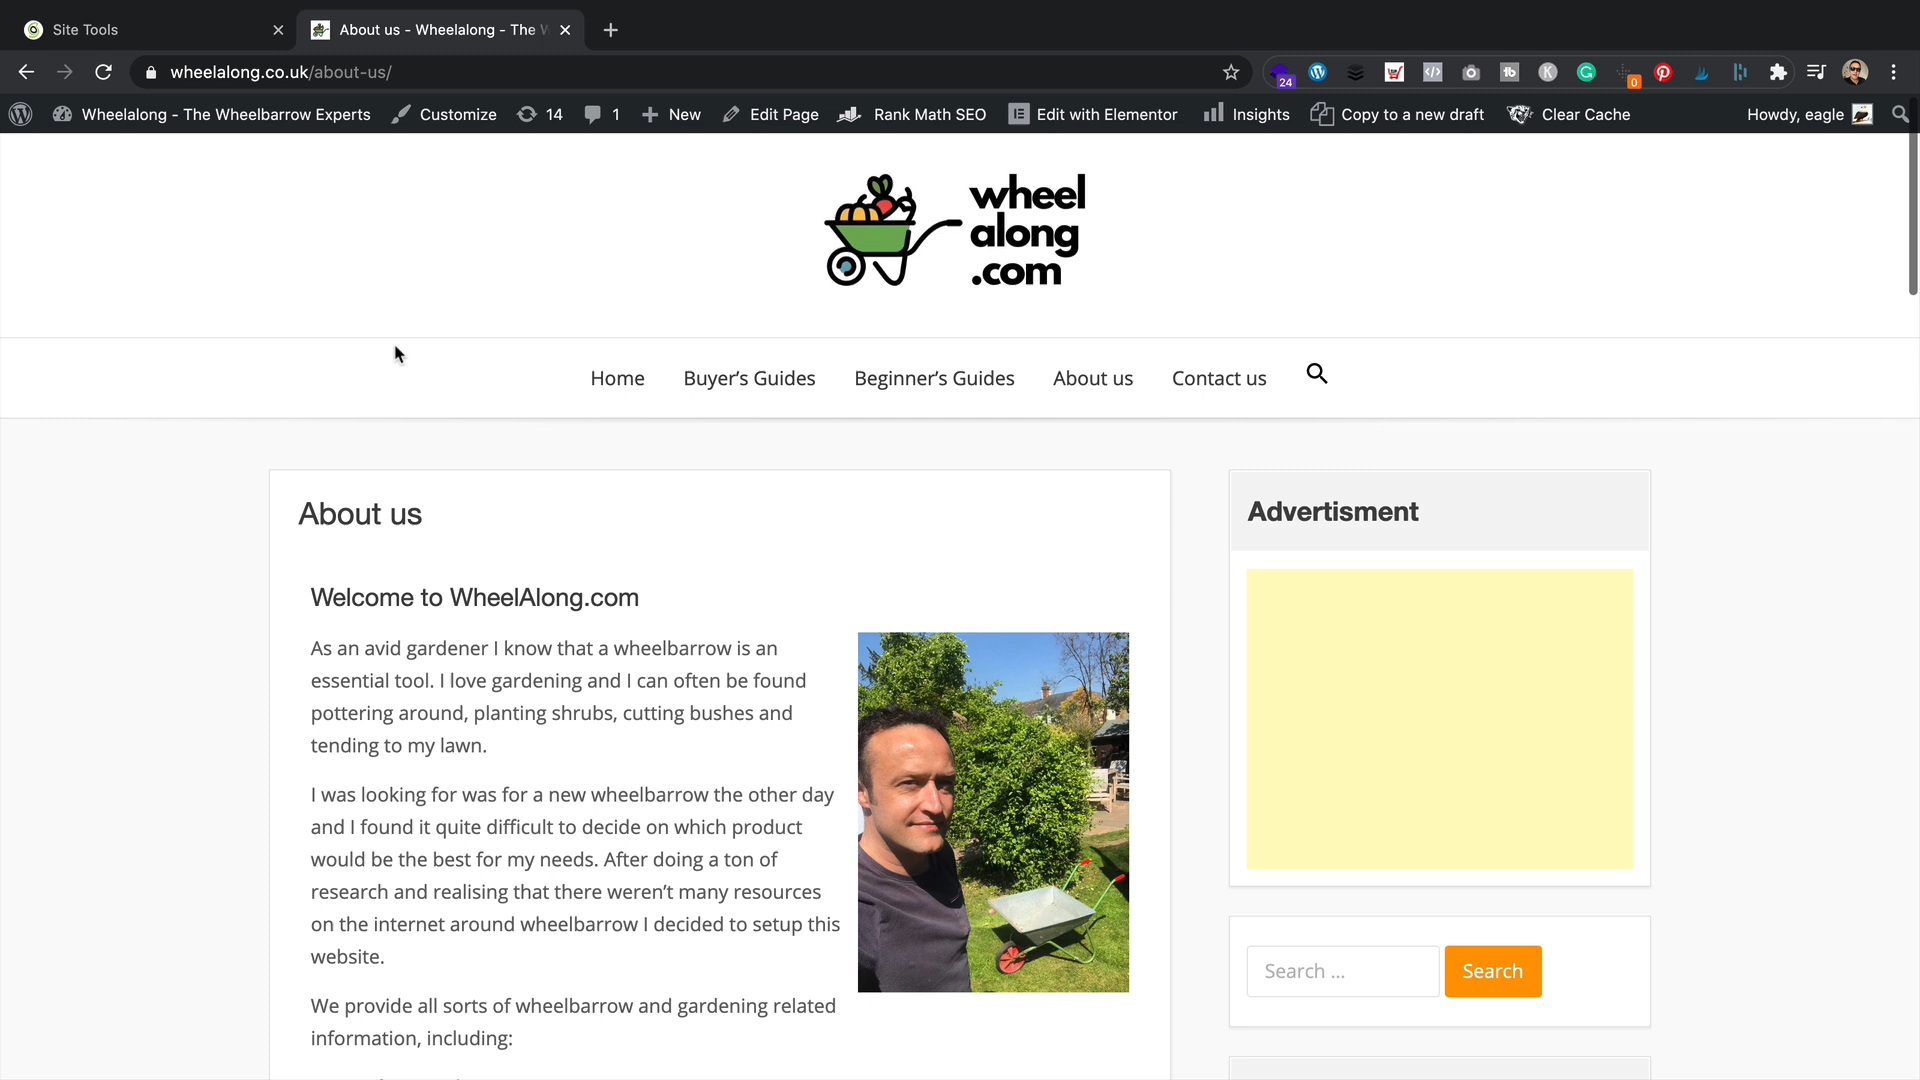 Site Tools
About us - Wheelalong - The W
wheelalong.co.uk/about-us/
24
0
Wheelalong - The Wheelbarrow Experts
Customize
14
1
New
Edit Page
Rank Math SEO
Edit with Elementor
Insights
Copy to a new draft
Clear Cache
Howdy, eagle
wheel
along
.com
Home
Buyer's Guides
Beginner's Guides
About us
Contact us
About us
Welcome to WheelAlong.com
As an avid gardener I know that a wheelbarrow is an
essential tool. I love gardening and I can often be found
pottering around, planting shrubs, cutting bushes and
tending to my lawn.
I was looking for was for a new wheelbarrow the other day
and I found it quite difficult to decide on which product
would be the best for my needs. After doing a ton of
research and realising that there weren't many resources
on the internet around wheelbarrow I decided to setup this
website.
We provide all sorts of wheelbarrow and gardening related
information, including:
Advertisment
Search ...
Search